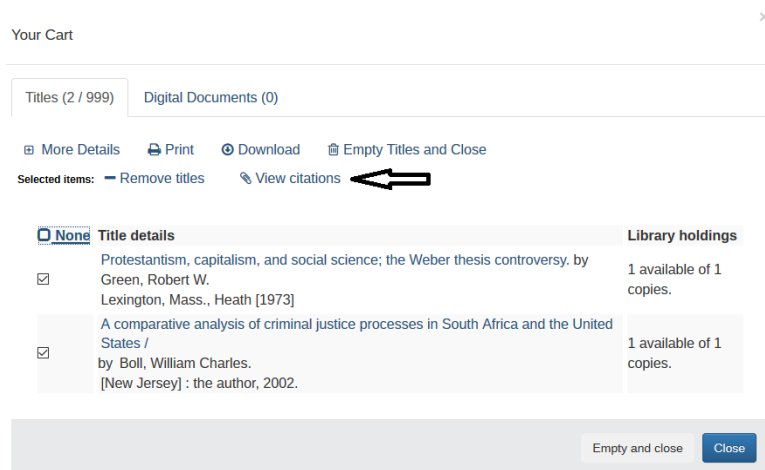 ×
Your Cart
Titles (2 / 999) Digital Documents (0)
More Details Print Download Empty Titles and Close
Selected items: Remove titles View citations
None Title details Library holdings
Protestantism, capitalism, and social science; the Weber thesis controversy. by
Green, Robert W.
Lexington, Mass., Heath [1973]
1 available of 1
copies.
A comparative analysis of criminal justice processes in South Africa and the United
States /
by Boll, William Charles.
[New Jersey] : the author, 2002.
1 available of 1
copies.
Empty and close Close